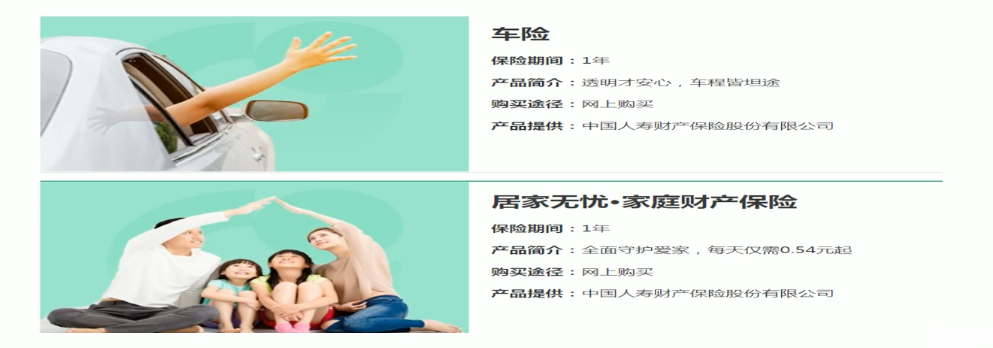 车险
保险期间：1年
产品简介：透明才安心，车程皆坦途
购买途径：网上购买
产品提供：中国人寿财产保险股份有限公司
居家无忧•家庭财产保险
保险期间：1年
产品简介：全面守护爱家，每天仅需0.54元起
购买途径：网上购买
产品提供：中国人寿财产保险股份有限公司